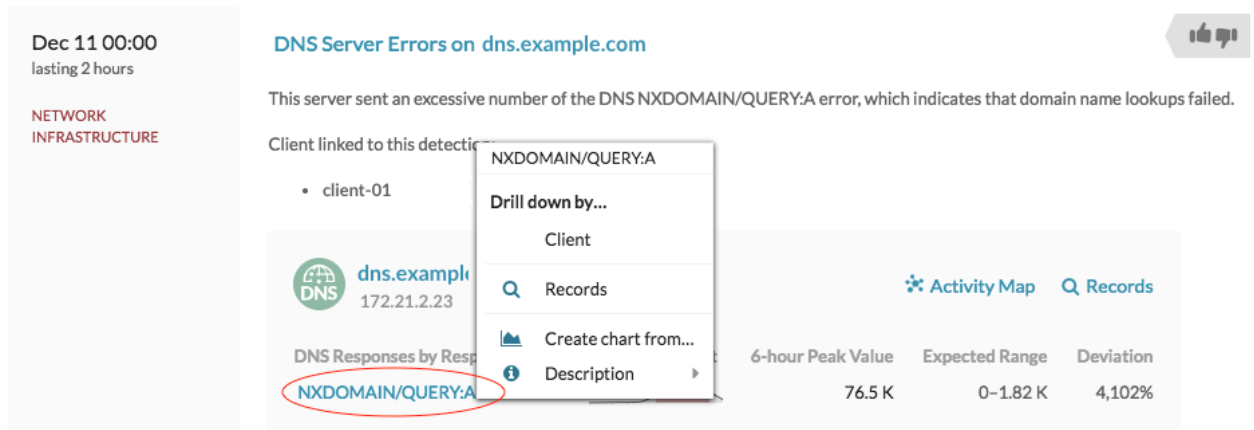 Dec 11 00:00
lasting 2 hours
NETWORK
INFRASTRUCTURE
DNS Server Errors on dns.example.com
This server sent an excessive number of the DNS NXDOMAIN/QUERY:A error, which indicates that domain name lookups failed.
Client linked to this detection
• client-01
NXDOMAIN/QUERY:A
Drill down by...
Client
Records
Create chart from...
Description
DNS
dns.example
172.21.2.23
Activity Map
Records
DNS Responses by Resp
6-hour Peak Value
Expected Range
Deviation
NXDOMAIN/QUERY:A
76.5 K
0–1.82 K
4,102%